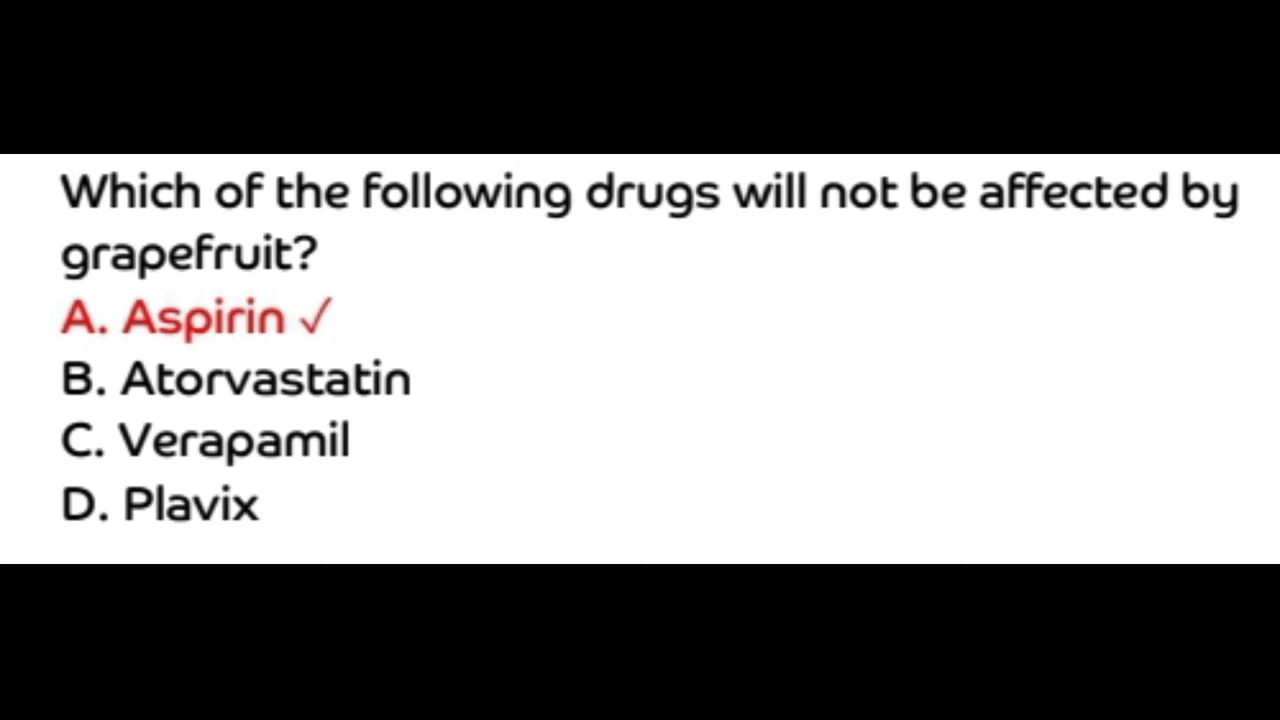 Which of the following drugs will not be affected by
grapefruit?
A. Aspirin ✓
B. Atorvastatin
C. Verapamil
D. Plavix